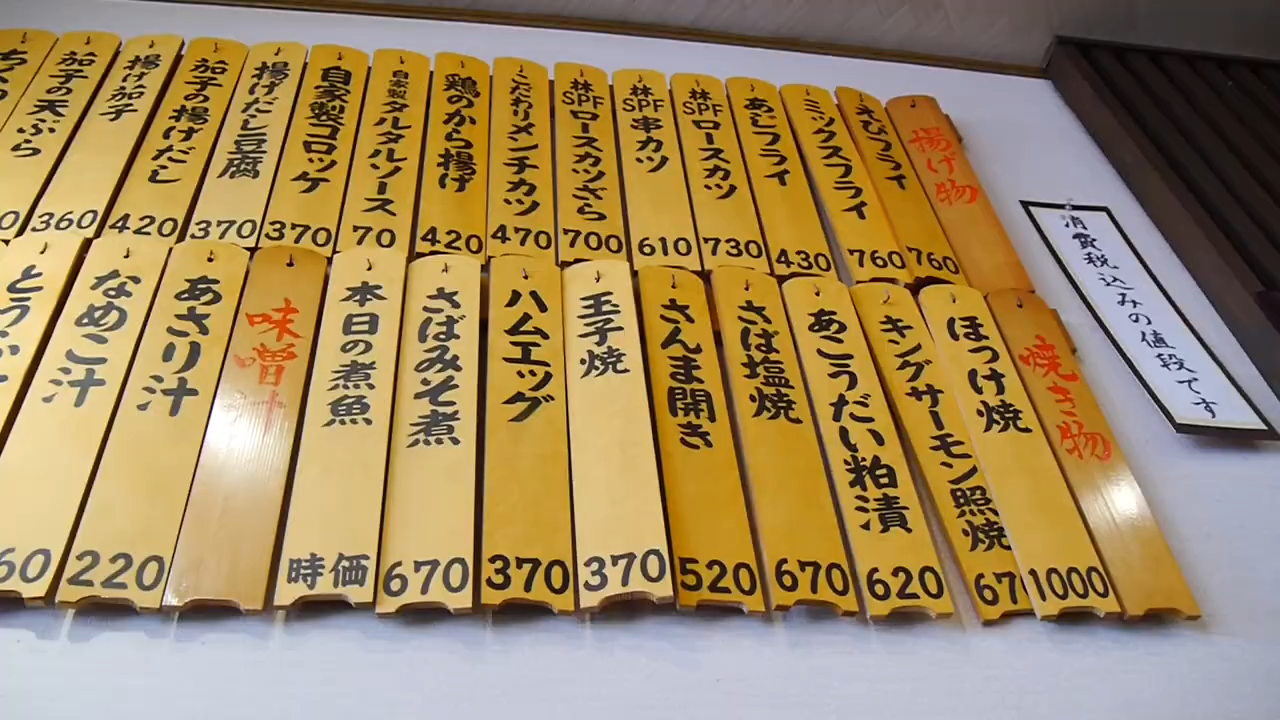 消費税込みの値段です
揚げ物
えびフライ
760
ミックスフライ
760
あじフライ
430
林SPFロースカツ
730
林SPF串カツ
610
林SPFロースカツざら
700
こだわりメンチカツ
470
鶏のから揚げ
420
自家製タルタルソース
70
自家製コロッケ
370
揚げだし豆腐
370
茄子の揚げだし
420
揚げ茄子
360
茄子の天ぷら
0
焼き物
ほっけ焼
1000
キングサーモン照焼
67
あこうだい粕漬
620
さば塩焼
670
さんま開き
520
玉子焼
370
ハムエッグ
370
さばみそ煮
670
本日の煮魚
時価
味噌汁
あさり汁
220
なめこ汁
60